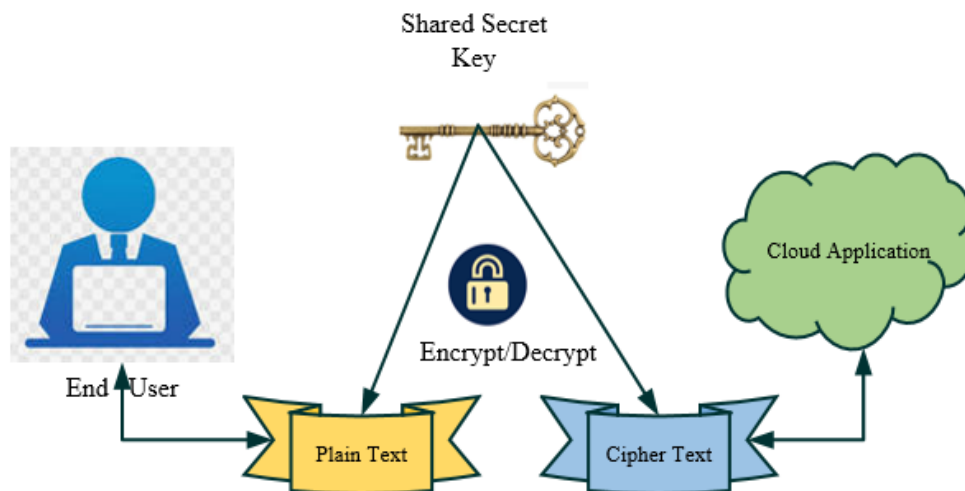 Shared Secret
Key
Cloud Application
Encrypt/Decrypt
End User
Plain Text
Cipher Text